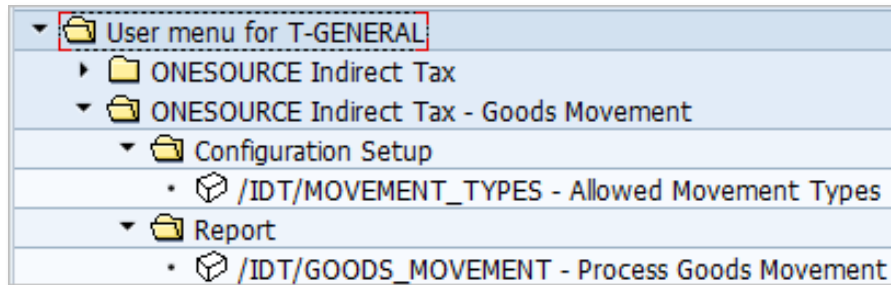 User menu for T-GENERAL
ONESOURCE Indirect Tax
ONESOURCE Indirect Tax - Goods Movement
Configuration Setup
/IDT/MOVEMENT_TYPES - Allowed Movement Types
Report
/IDT/GOODS_MOVEMENT - Process Goods Movement